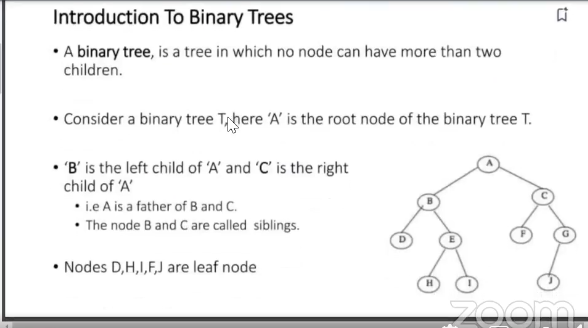 Introduction To Binary Trees
• A binary tree, is a tree in which no node can have more than two
children.
• Consider a binary tree T, here ‘A’ is the root node of the binary tree T.
• ‘B’ is the left child of ‘A’ and ‘C’ is the right
child of ‘A’
• i.e A is a father of B and C.
• The node B and C are called siblings.
• Nodes D,H,I,F,J are leaf node
A
B
C
D
E
F
G
H
I
J
zoom